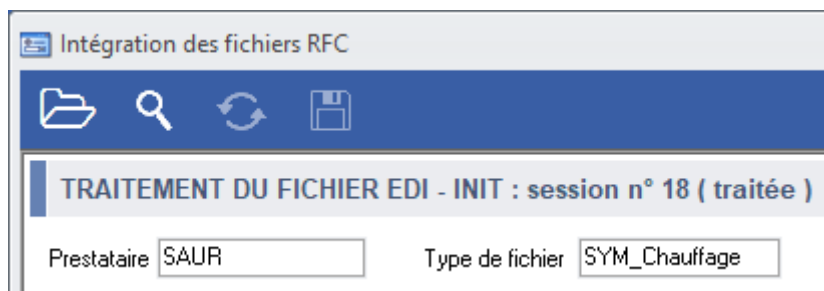 Intégration des fichiers RFC
TRAITEMENT DU FICHIER EDI - INIT : session n° 18 ( traitée )
Prestataire SAUR Type de fichier SYM_Chauffage